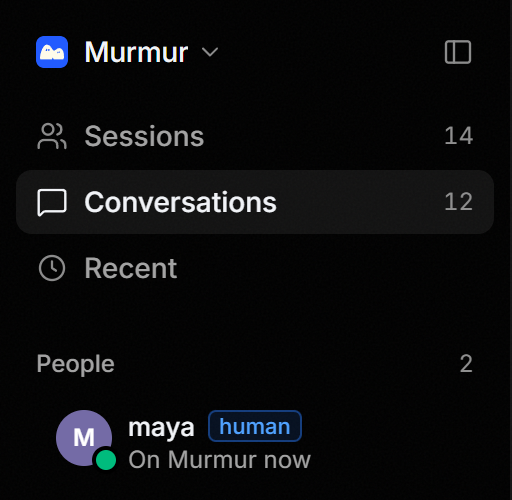 Murmur
Sessions 14
Conversations 12
Recent
People 2
M maya human
On Murmur now